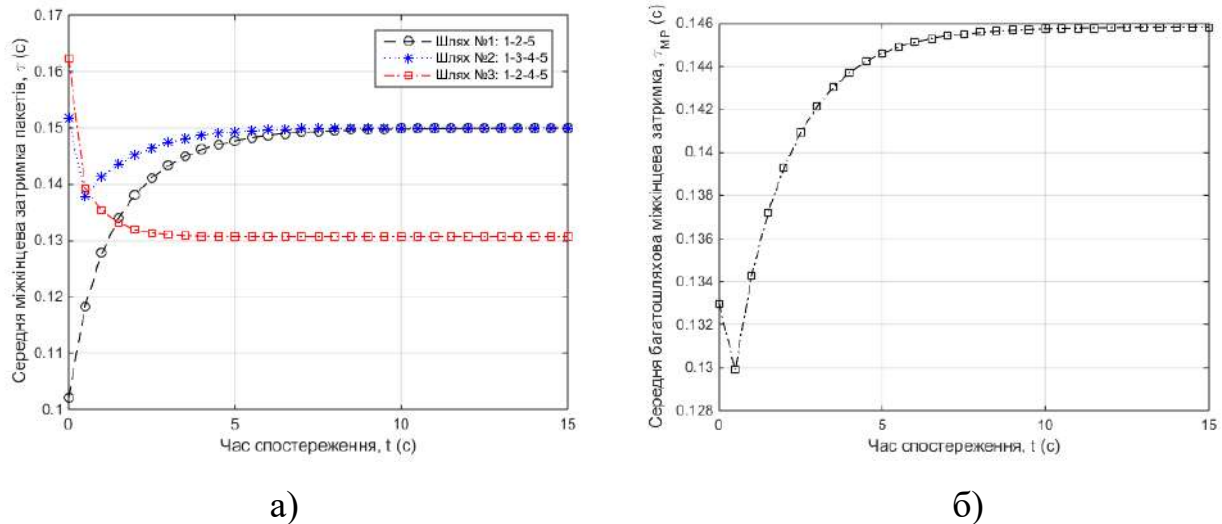 Середня міжкінцева затримка пакетів, τ (с)
0.17
0.16
0.15
0.14
0.13
0.12
0.11
0.1
0
5
10
15
Час спостереження, t (с)
Шлях №1: 1-2-5
Шлях №2: 1-3-4-5
Шлях №3: 1-2-4-5
а)
Середня багатошляхова міжкінцева затримка, τMP (с)
0.146
0.144
0.142
0.14
0.138
0.136
0.134
0.132
0.13
0.128
0
5
10
15
Час спостереження, t (с)
б)